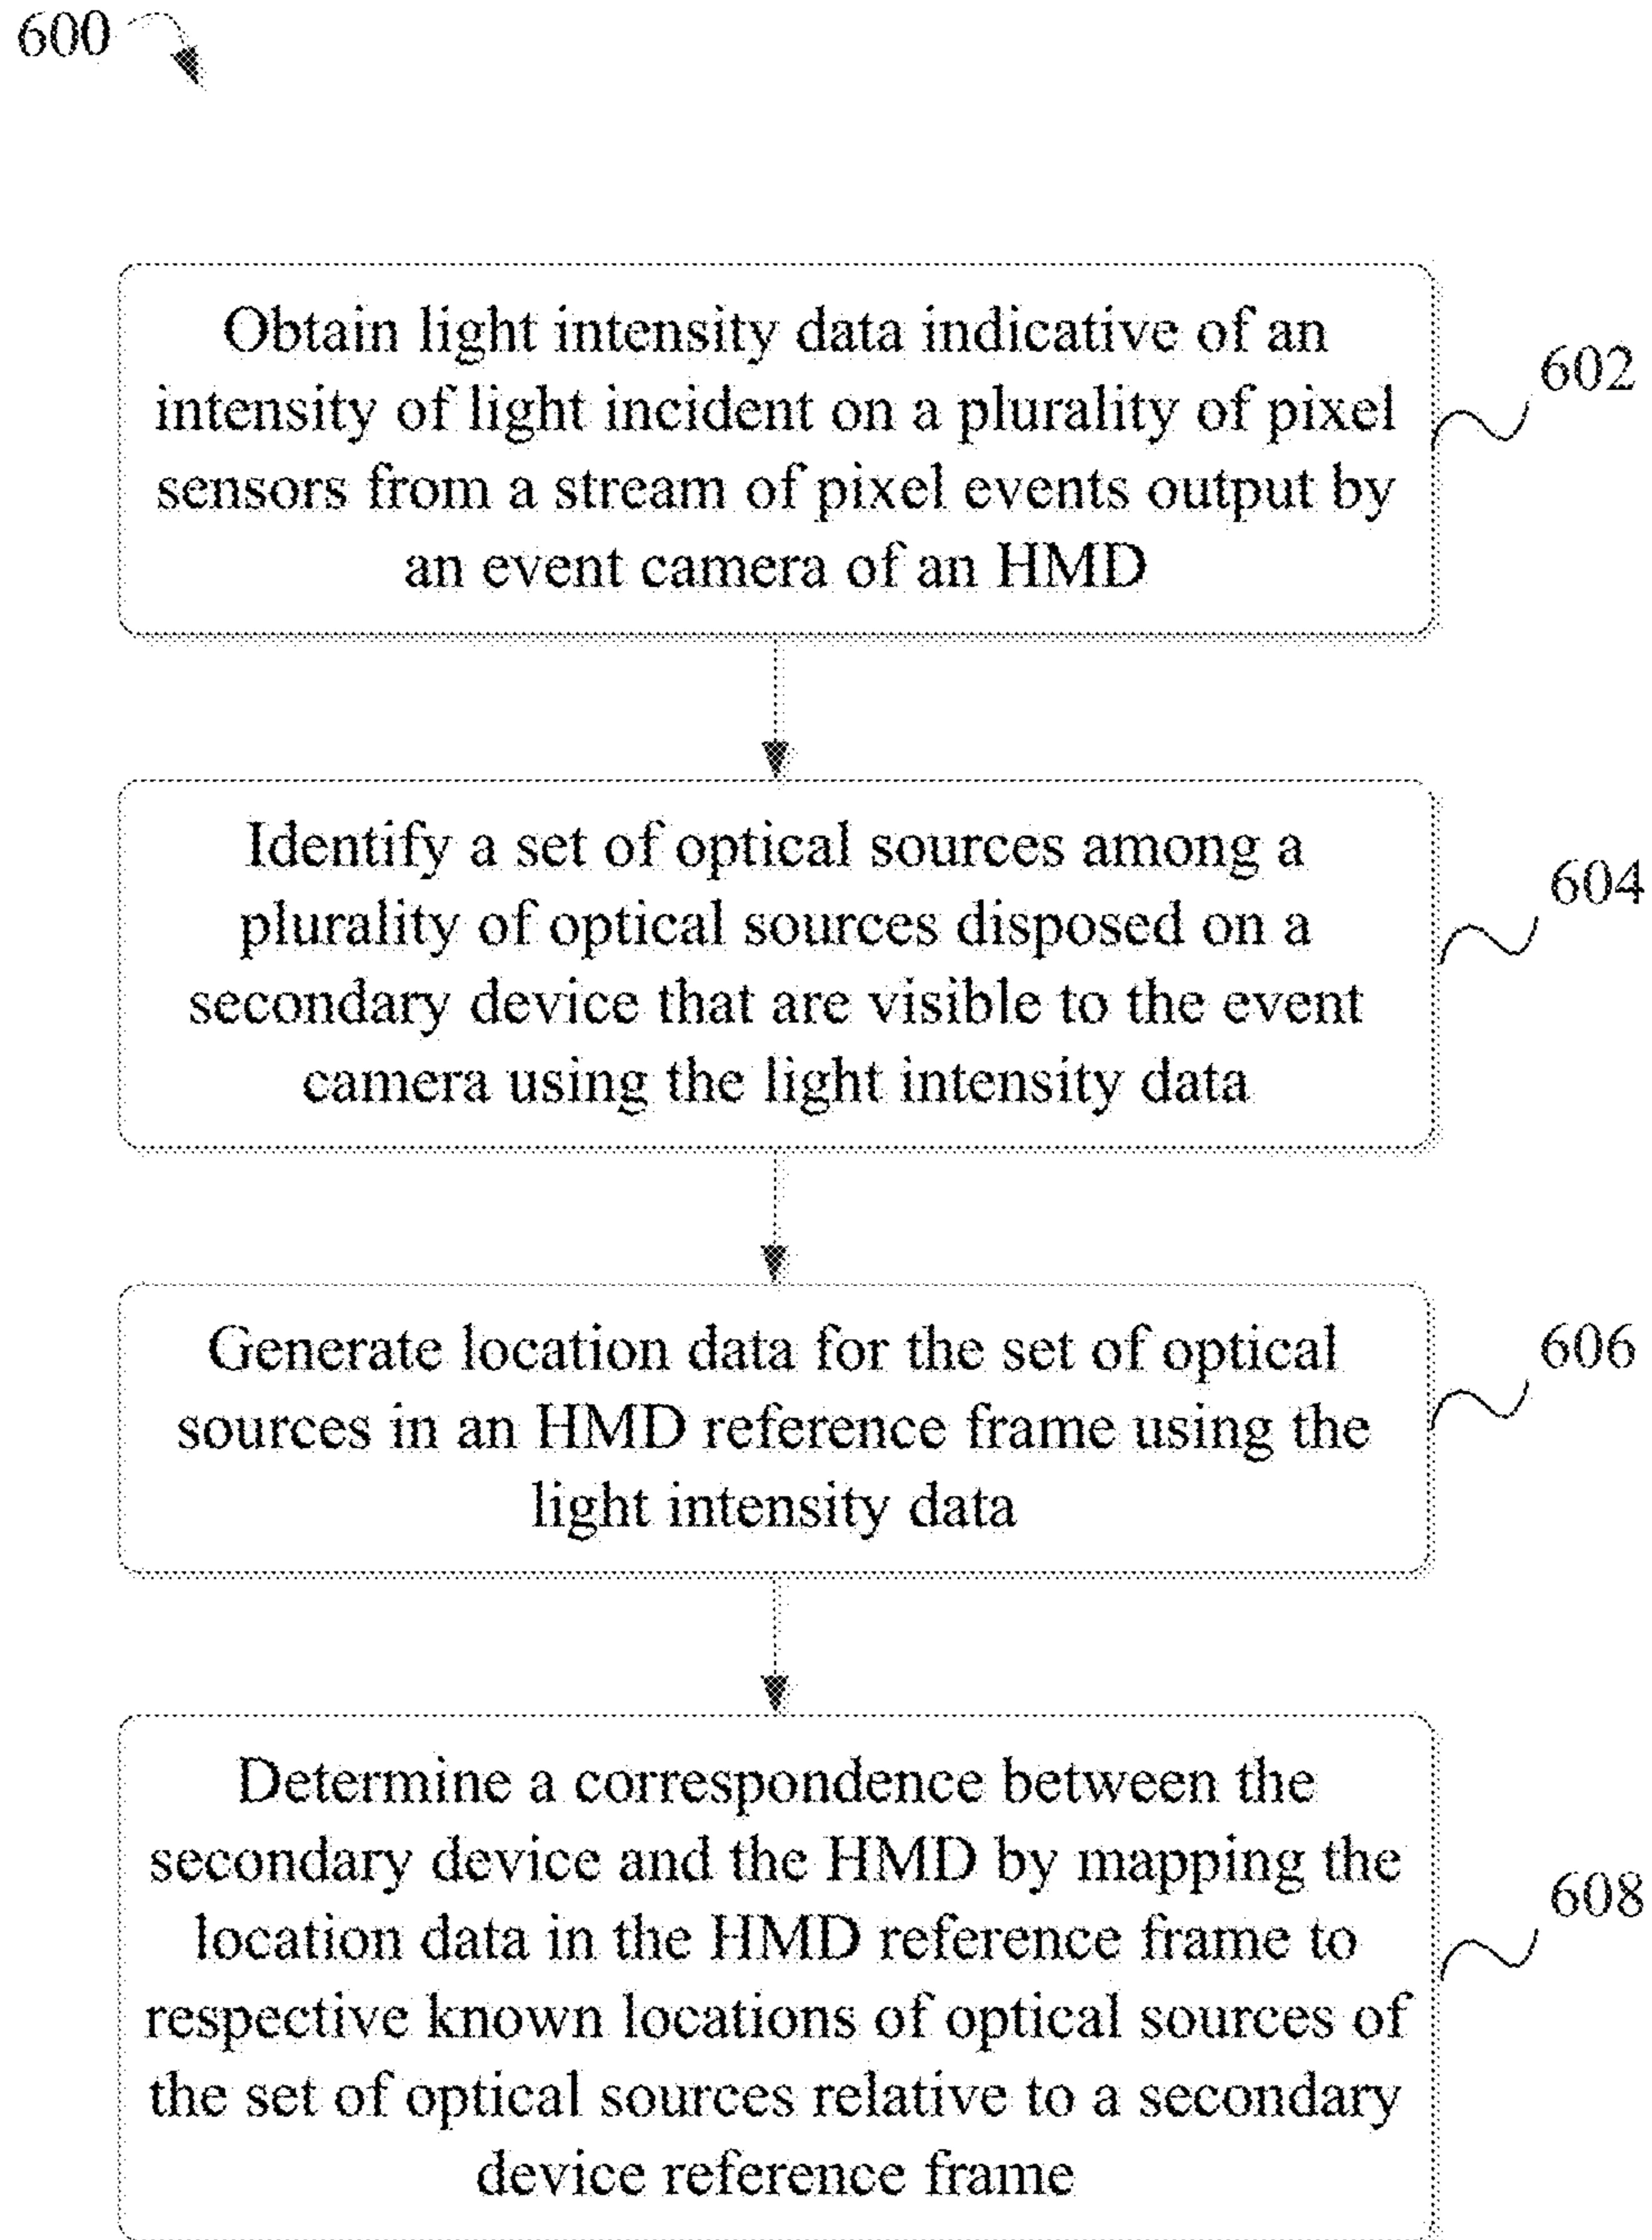 600
Obtain light intensity data indicative of an
intensity of light incident on a plurality of pixel
sensors from a stream of pixel events output by
an event camera of an HMD
602
Identify a set of optical sources among a
plurality of optical sources disposed on a
secondary device that are visible to the event
camera using the light intensity data
604
Generate location data for the set of optical
sources in an HMD reference frame using the
light intensity data
606
Determine a correspondence between the
secondary device and the HMD by mapping the
location data in the HMD reference frame to
respective known locations of optical sources of
the set of optical sources relative to a secondary
device reference frame
608